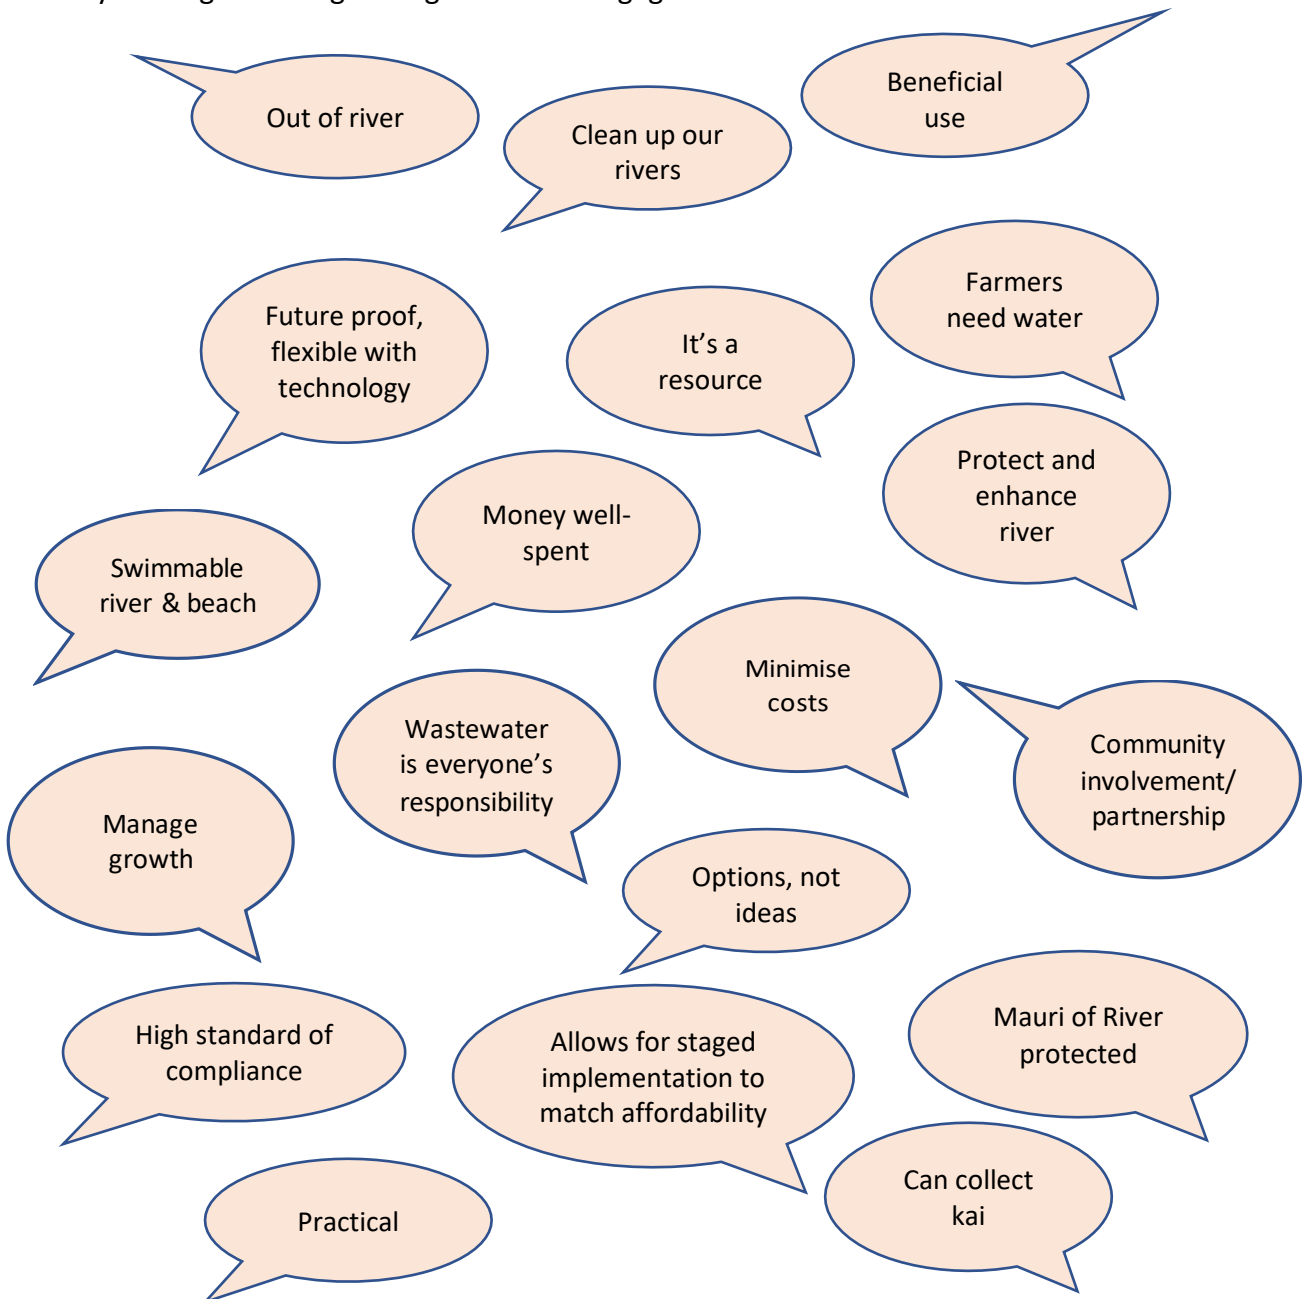 Out of river
Clean up our
rivers
Beneficial
use
Future proof,
flexible with
technology
It’s a
resource
Farmers
need water
Protect and
enhance
river
Money well-
spent
Swimmable
river & beach
Minimise
costs
Wastewater
is everyone’s
responsibility
Community
involvement/
partnership
Manage
growth
Options, not
ideas
High standard of
compliance
Allows for staged
implementation to
match affordability
Mauri of River
protected
Can collect
kai
Practical